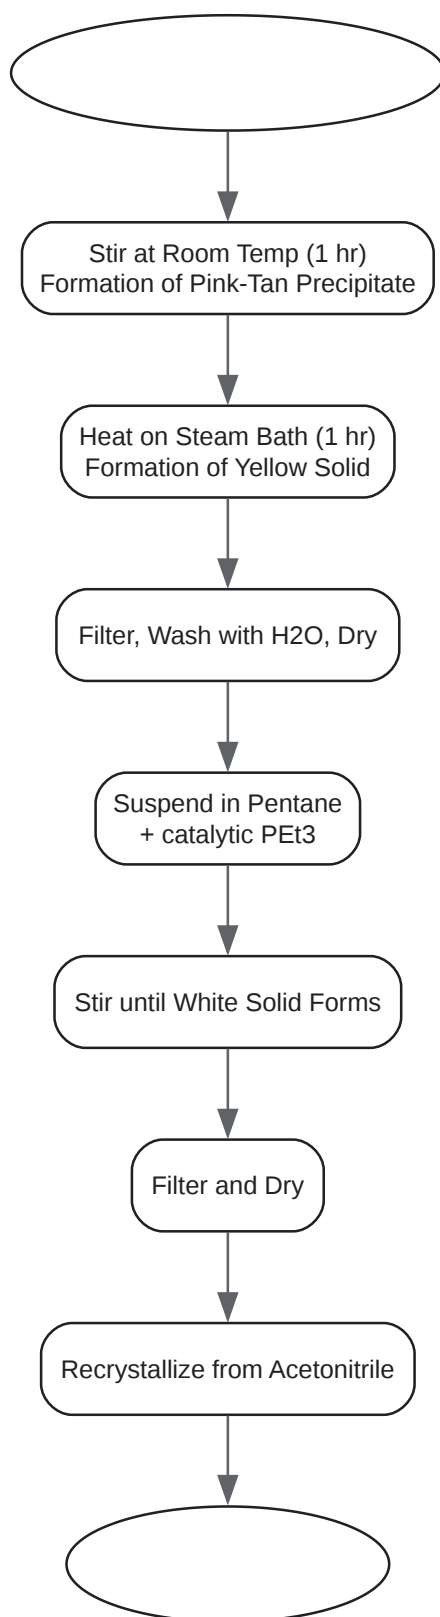 Stir at Room Temp (1 hr)
Formation of Pink-Tan Precipitate
Heat on Steam Bath (1 hr)
Formation of Yellow Solid
Filter, Wash with H2O, Dry
Suspend in Pentane
+ catalytic PEt3
Stir until White Solid Forms
Filter and Dry
Recrystallize from Acetonitrile